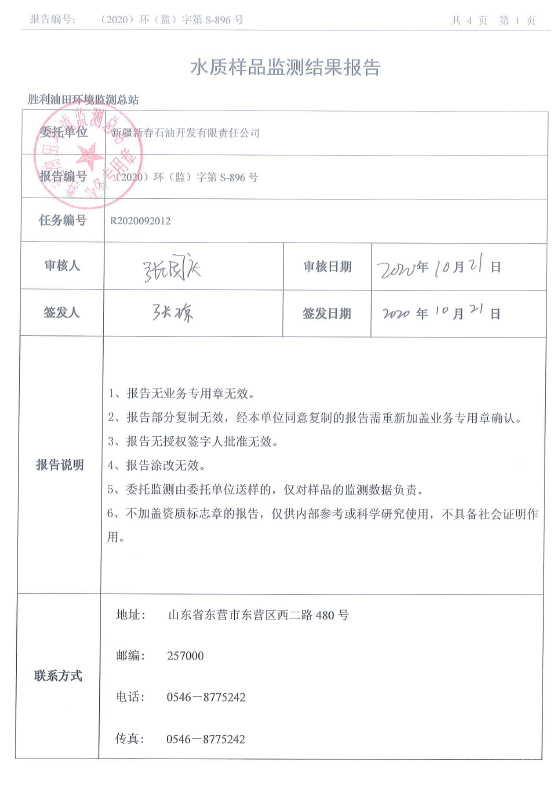 报告编号: （2020）环（监）字第 S-896 号 共 4 页 第 1 页
水质样品监测结果报告
胜利油田环境监测总站
委托单位 新疆新春石油开发有限责任公司
报告编号 （2020）环（监）字第 S-896 号
任务编号 R2020092012
审核人 审核日期 2020年 10月 21日
签发人 签发日期 2020年 10月 21日
报告说明
1、报告无业务专用章无效。
2、报告部分复制无效，经本单位同意复制的报告需重新加盖业务专用章确认。
3、报告无授权签字人批准无效。
4、报告涂改无效。
5、委托监测由委托单位送样的，仅对样品的监测数据负责。
6、不加盖资质标志章的报告，仅供内部参考或科学研究使用，不具备社会证明作
用。
联系方式
地址: 山东省东营市东营区西二路 480 号
邮编: 257000
电话: 0546－8775242
传真: 0546－8775242